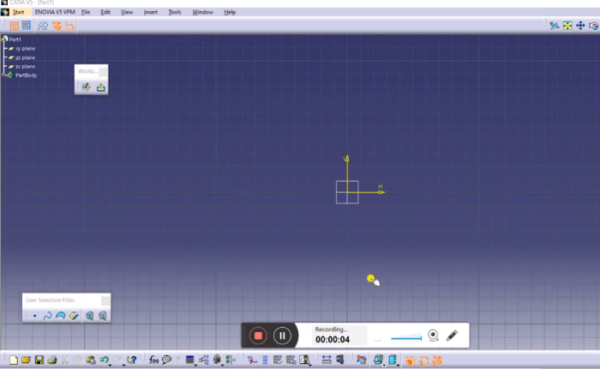 CATIA V5 - [Part1]
Start ENOVIA V5 VPM File Edit View Insert Tools Window Help
Part1
xy plane
yz plane
zx plane
PartBody
Workb...
V
H
User Selection Filter
Recording...
00:00:04